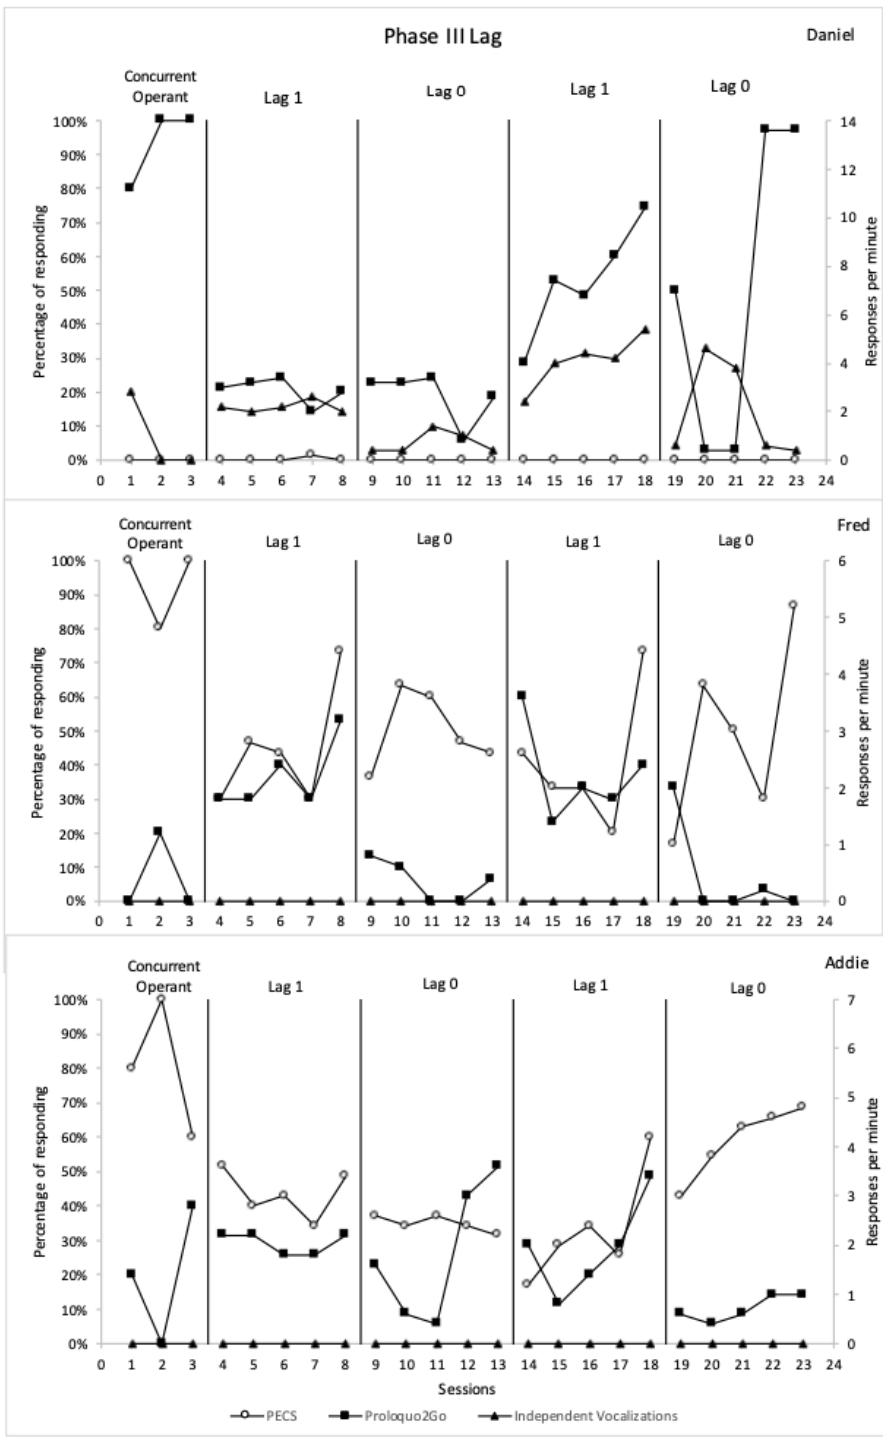 Phase III Lag
Daniel
Concurrent
Operant
Lag 1
Lag 0
Lag 1
Lag 0
Percentage of responding
100%
90%
80%
70%
60%
50%
40%
30%
20%
10%
0%
14
12
10
8
6
4
2
0
Responses per minute
0 1 2 3 4 5 6 7 8 9 10 11 12 13 14 15 16 17 18 19 20 21 22 23 24
Fred
Concurrent
Operant
Lag 1
Lag 0
Lag 1
Lag 0
Percentage of responding
100%
90%
80%
70%
60%
50%
40%
30%
20%
10%
0%
6
5
4
3
2
1
0
Responses per minute
0 1 2 3 4 5 6 7 8 9 10 11 12 13 14 15 16 17 18 19 20 21 22 23 24
Addie
Concurrent
Operant
Lag 1
Lag 0
Lag 1
Lag 0
Percentage of responding
100%
90%
80%
70%
60%
50%
40%
30%
20%
10%
0%
7
6
5
4
3
2
1
0
Responses per minute
0 1 2 3 4 5 6 7 8 9 10 11 12 13 14 15 16 17 18 19 20 21 22 23 24
Sessions
PECS Proloquo2Go Independent Vocalizations